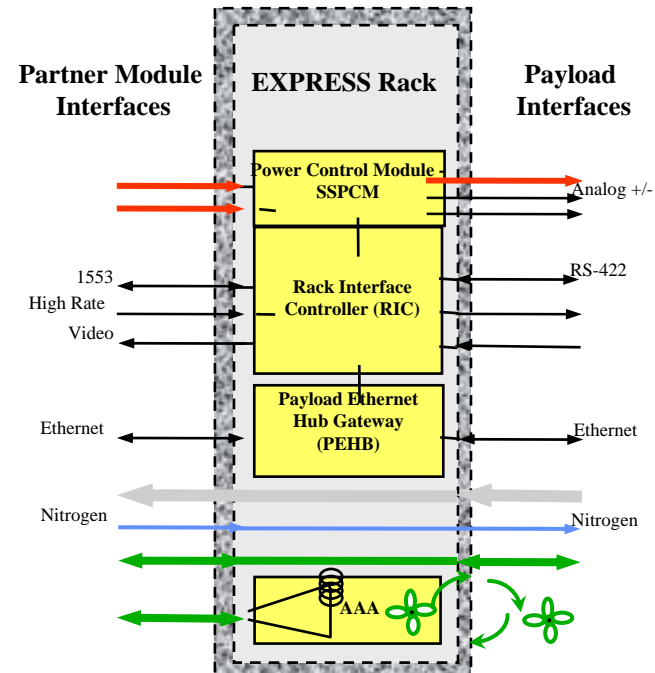 Partner Module
Interfaces
EXPRESS Rack
Payload
Interfaces
Power Control Module -
SSPCM
Analog +/-
1553
High Rate
Video
Rack Interface
Controller (RIC)
RS-422
Payload Ethernet
Hub Gateway
(PEHB)
Ethernet
Ethernet
Nitrogen
Nitrogen
AAA